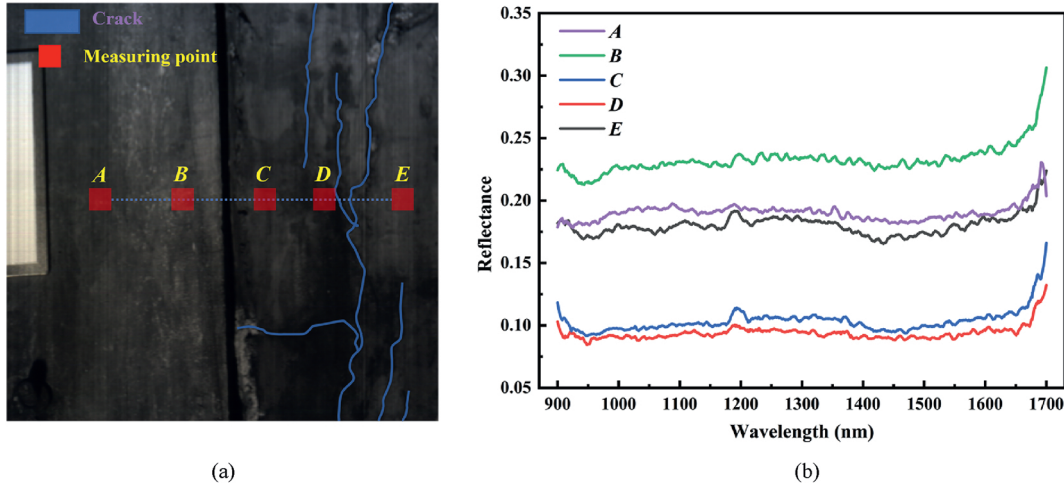 Crack
Measuring point
A B C D E
(a)
0.35
0.30
0.25
0.20
0.15
0.10
0.05
Reflectance
A
B
C
D
E
900 1000 1100 1200 1300 1400 1500 1600 1700
Wavelength (nm)
(b)